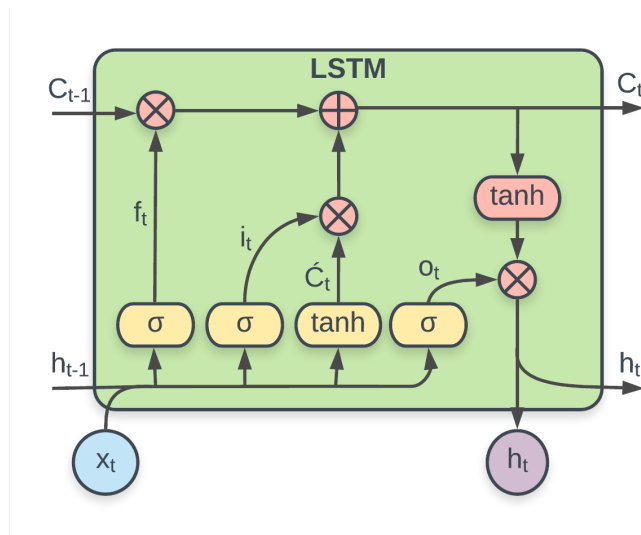 LSTM
Cₜ₋₁
Cₜ
tanh
fₜ
iₜ
Ćₜ
oₜ
σ
σ
tanh
σ
hₜ₋₁
hₜ
xₜ
hₜ